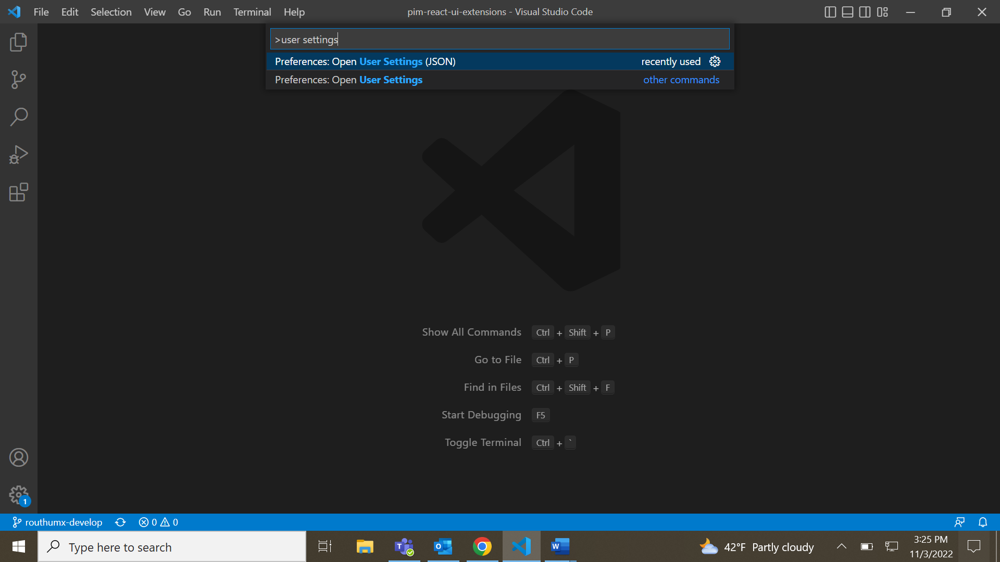 File Edit Selection View Go Run Terminal Help
pim-react-ui-extensions - Visual Studio Code
>user settings
Preferences: Open User Settings (JSON) recently used
Preferences: Open User Settings other commands
Show All Commands Ctrl + Shift + P
Go to File Ctrl + P
Find in Files Ctrl + Shift + F
Start Debugging F5
Toggle Terminal Ctrl + `
1
routhumx-develop 0 0
Type here to search
T
O
W
42°F Partly cloudy
3:25 PM
11/3/2022